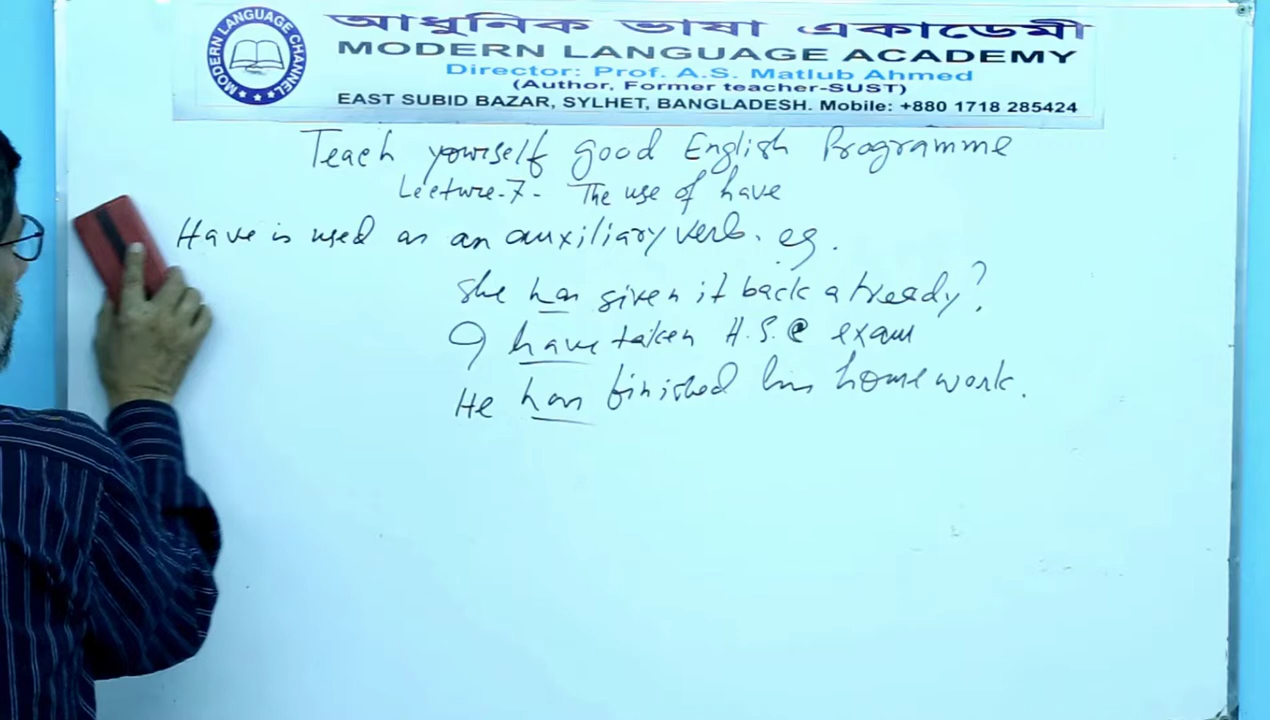 MODERN LANGUAGE CHANNEL
আধুনিক ভাষা একাডেমী
MODERN LANGUAGE ACADEMY
Director: Prof. A.S. Matlub Ahmed
(Author, Former teacher-SUST)
EAST SUBID BAZAR, SYLHET, BANGLADESH. Mobile: +880 1718 285424
Teach yourself good English Programme
Lecture-7- The use of have
Have is used as an auxiliary verb. eg.
She has given it back already?
I have taken H.S.C exam
He has finished his homework.